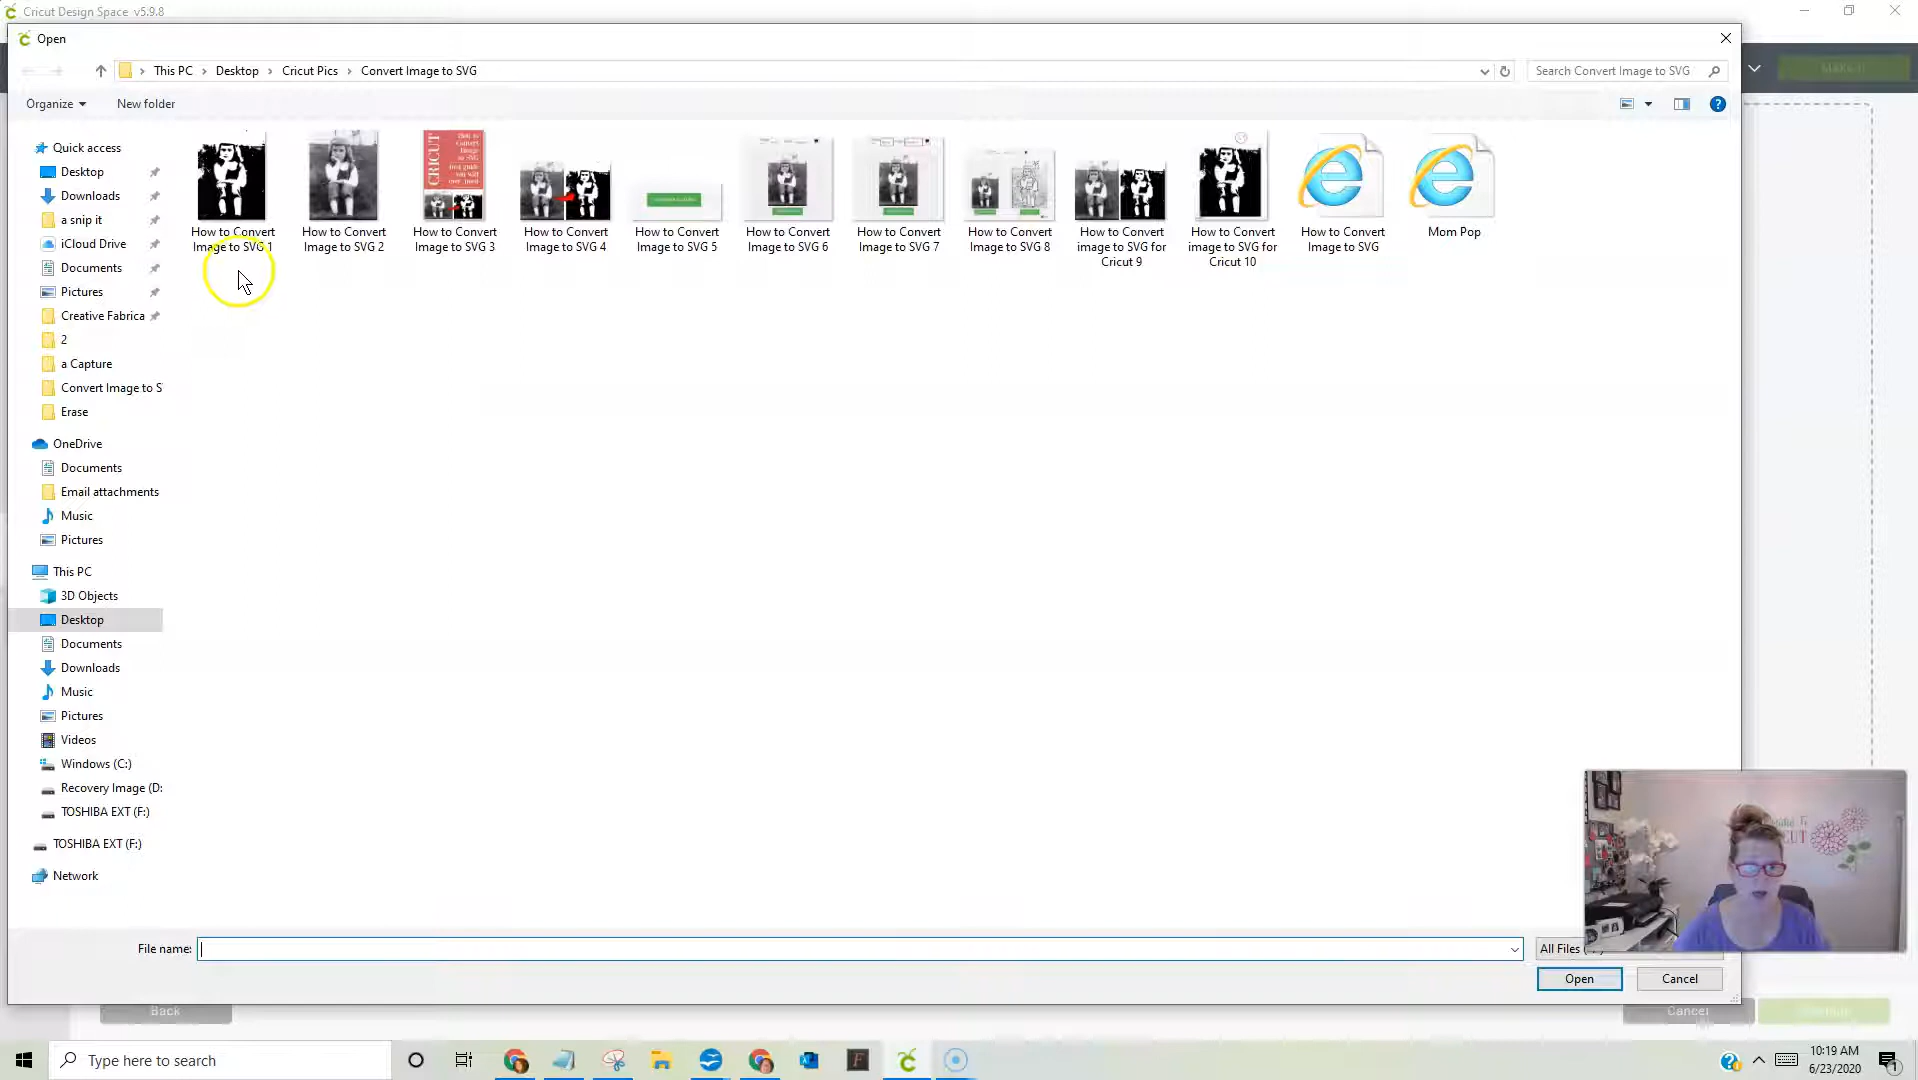 Cricut Design Space v5.9.8
Open
This PC > Desktop > Cricut Pics > Convert Image to SVG
Search Convert Image to SVG
Organize
New folder
Quick access
Desktop
Downloads
a snip it
iCloud Drive
Documents
Pictures
Creative Fabrica
2
a Capture
Convert Image to S
Erase
OneDrive
Documents
Email attachments
Music
Pictures
This PC
3D Objects
Desktop
Documents
Downloads
Music
Pictures
Videos
Windows (C:)
Recovery Image (D:
TOSHIBA EXT (F:)
TOSHIBA EXT (F:)
Network
CRICUT
How to
Convert
Image
to SVG
How to Convert
Image to SVG 1
How to Convert
Image to SVG 2
How to Convert
Image to SVG 3
How to Convert
Image to SVG 4
How to Convert
Image to SVG 5
How to Convert
Image to SVG 6
How to Convert
Image to SVG 7
How to Convert
Image to SVG 8
How to Convert
image to SVG for
Cricut 9
How to Convert
image to SVG for
Cricut 10
How to Convert
Image to SVG
Mom Pop
File name:
All Files
Open
Cancel
Back
Cancel
Type here to search
10:19 AM
6/23/2020